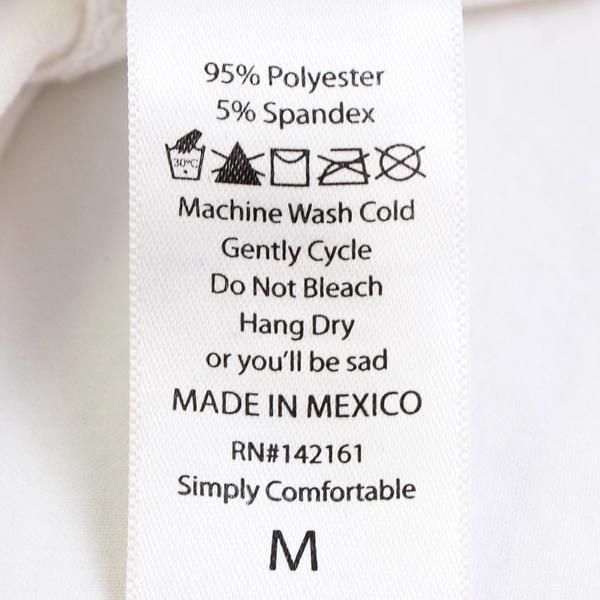 95% Polyester
5% Spandex
30°C
Machine Wash Cold
Gently Cycle
Do Not Bleach
Hang Dry
or you'll be sad
MADE IN MEXICO
RN#142161
Simply Comfortable
M